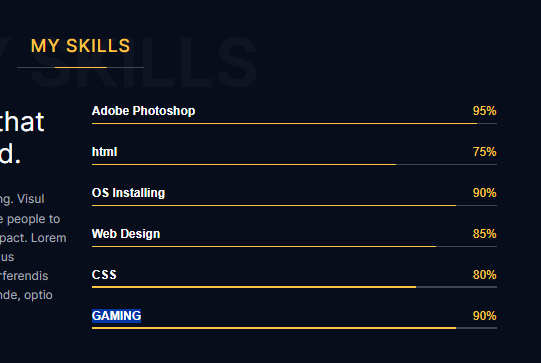 MY SKILLS
Y SKILLS
that
d.
ng. Visul
e people to
pact. Lorem
us
rferendis
nde, optio
Adobe Photoshop 95%
html 75%
OS Installing 90%
Web Design 85%
CSS 80%
GAMING 90%